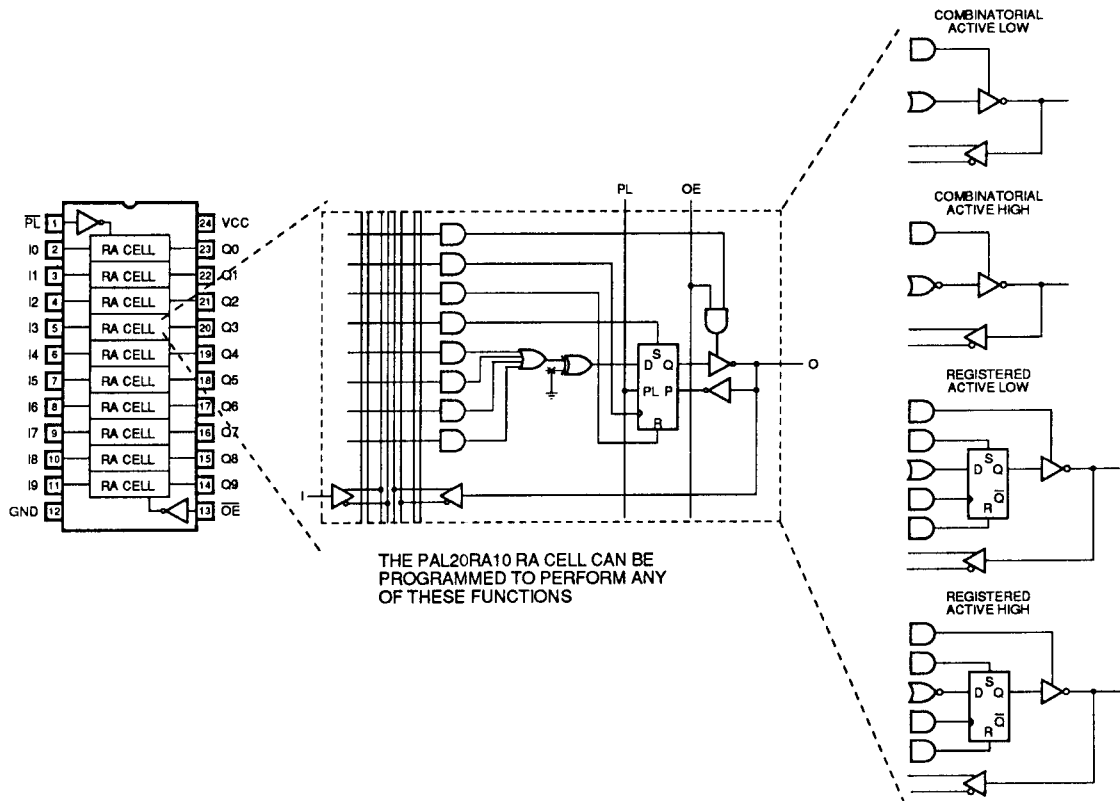 COMBINATORIAL
ACTIVE LOW
PL OE
COMBINATORIAL
ACTIVE HIGH
PL 1 24 VCC
I0 2 RA CELL 23 Q0
I1 3 RA CELL 22 Q1
I2 4 RA CELL 21 Q2
I3 5 RA CELL 20 Q3
I4 6 RA CELL 19 Q4
I5 7 RA CELL 18 Q5
I6 8 RA CELL 17 Q6
I7 9 RA CELL 16 Q7
I8 10 RA CELL 15 Q8
I9 11 RA CELL 14 Q9
GND 12 13 OE
S
D Q
PL P
R
O
I
THE PAL20RA10 RA CELL CAN BE
PROGRAMMED TO PERFORM ANY
OF THESE FUNCTIONS
REGISTERED
ACTIVE LOW
S
D Q
Q
R
REGISTERED
ACTIVE HIGH
S
D Q
Q
R